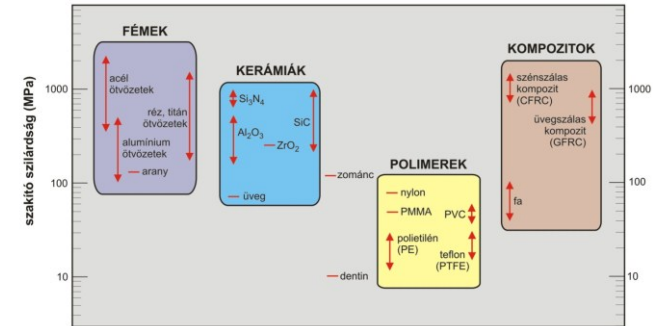 FÉMEK
KERÁMIÁK
POLIMEREK
KOMPOZITOK
szakító szilárdság (MPa)
1000
100
10
acél
ötvözetek
réz, titán
ötvözetek
alumínium
ötvözetek
arany
Si3N4
Al2O3
SiC
ZrO2
üveg
zománc
dentin
nylon
PMMA
PVC
polietilén
(PE)
teflon
(PTFE)
szénszálas
kompozit
(CFRC)
üvegszálas
kompozit
(GFRC)
fa
1000
100
10